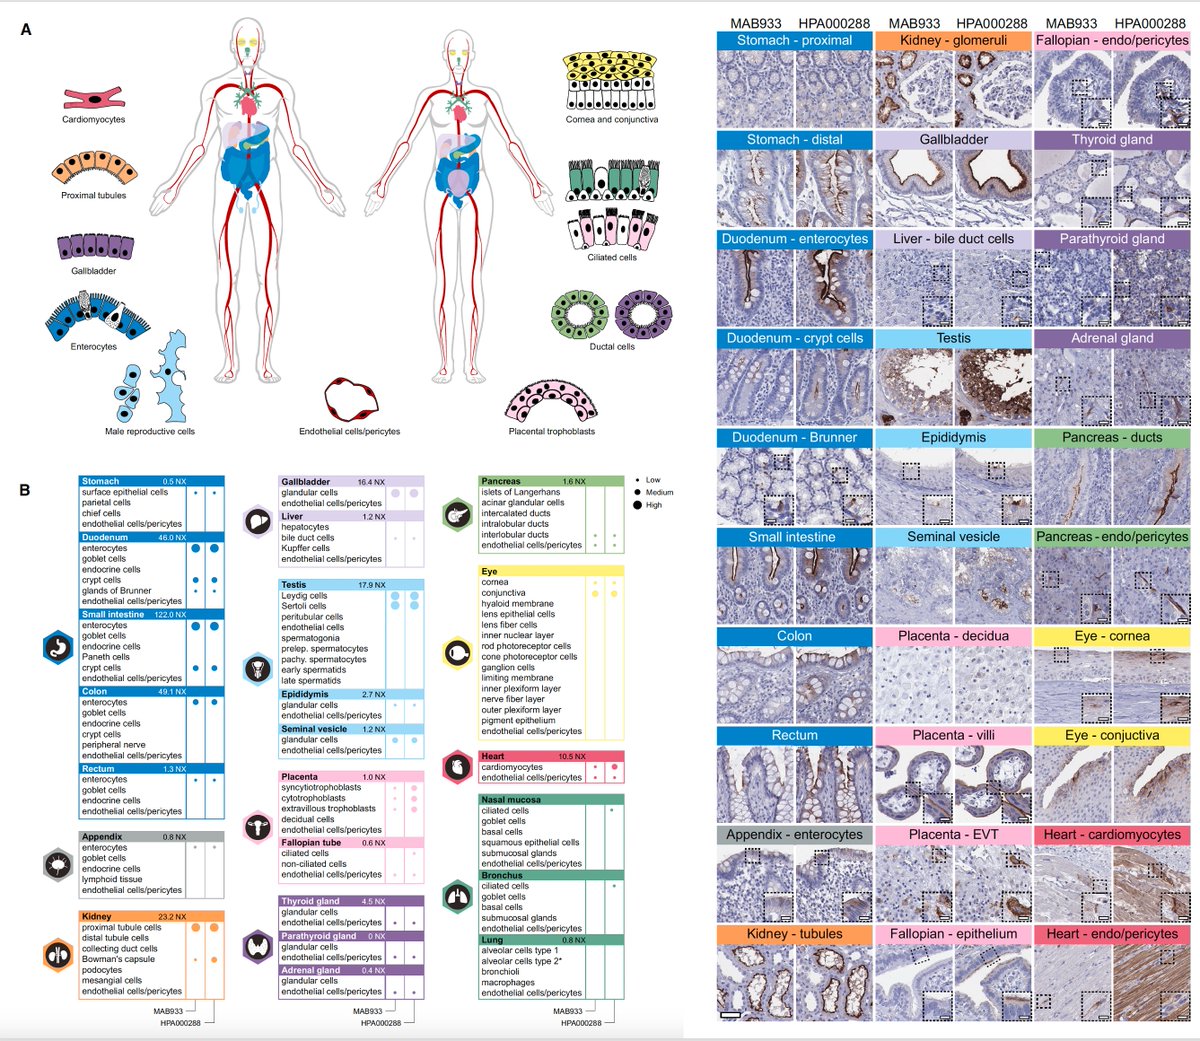 A
Cardiomyocytes
Proximal tubules
Gallbladder
Enterocytes
Male reproductive cells
Endothelial cells/pericytes
Cornea and conjunctiva
Ciliated cells
Ductal cells
Placental trophoblasts
B
Stomach 0.5 NX
surface epithelial cells
parietal cells
chief cells
endothelial cells/pericytes
Duodenum 46.0 NX
enterocytes
goblet cells
endocrine cells
crypt cells
glands of Brunner
endothelial cells/pericytes
Small intestine 122.0 NX
enterocytes
goblet cells
endocrine cells
Paneth cells
crypt cells
Colon 49.1 NX
enterocytes
goblet cells
endocrine cells
crypt cells
peripheral nerve
endothelial cells/pericytes
Rectum 1.3 NX
enterocytes
goblet cells
endocrine cells
endothelial cells/pericytes
Appendix 0.8 NX
enterocytes
goblet cells
endocrine cells
lymphoid tissue
endothelial cells/pericytes
Kidney 23.2 NX
proximal tubule cells
distal tubule cells
collecting duct cells
Bowman's capsule
podocytes
mesangial cells
endothelial cells/pericytes
MAB933
HPA000288
Gallbladder 16.4 NX
glandular cells
endothelial cells/pericytes
Liver 1.2 NX
hepatocytes
bile duct cells
Kupffer cells
endothelial cells/pericytes
Testis 17.9 NX
Leydig cells
Sertoli cells
peritubular cells
endothelial cells
spermatogonia
prelep. spermatocytes
pachy. spermatocytes
early spermatids
late spermatids
Epididymis 2.7 NX
glandular cells
endothelial cells/pericytes
Seminal vesicle 1.2 NX
glandular cells
endothelial cells/pericytes
Placenta 1.0 NX
syncytiotrophoblasts
cytotrophoblasts
extravillous trophoblasts
decidual cells
endothelial cells/pericytes
Fallopian tube 0.6 NX
ciliated cells
non-ciliated cells
endothelial cells/pericytes
Thyroid gland 4.5 NX
glandular cells
endothelial cells/pericytes
Parathyroid gland 0 NX
glandular cells
endothelial cells/pericytes
Adrenal gland 0.4 NX
glandular cells
endothelial cells/pericytes
MAB933
HPA000288
Pancreas 1.6 NX
islets of Langerhans
acinar glandular cells
intercalated ducts
intralobular ducts
interlobular ducts
endothelial cells/pericytes
Low
Medium
High
Eye
cornea
conjunctiva
hyaloid membrane
lens epithelial cells
lens fiber cells
inner nuclear layer
rod photoreceptor cells
cone photoreceptor cells
ganglion cells
limiting membrane
inner plexiform layer
nerve fiber layer
outer plexiform layer
pigment epithelium
endothelial cells/pericytes
Heart 10.5 NX
cardiomyocytes
endothelial cells/pericytes
Nasal mucosa
ciliated cells
goblet cells
basal cells
squamous epithelial cells
submucosal glands
endothelial cells/pericytes
Bronchus
ciliated cells
goblet cells
basal cells
submucosal glands
endothelial cells/pericytes
Lung 0.8 NX
alveolar cells type 1
alveolar cells type 2*
bronchioli
macrophages
endothelial cells/pericytes
MAB933
HPA000288
MAB933 HPA000288 MAB933 HPA000288 MAB933 HPA000288
Stomach - proximal Kidney - glomeruli Fallopian - endo/pericytes
Stomach - distal Gallbladder Thyroid gland
Duodenum - enterocytes Liver - bile duct cells Parathyroid gland
Duodenum - crypt cells Testis Adrenal gland
Duodenum - Brunner Epididymis Pancreas - ducts
Small intestine Seminal vesicle Pancreas - endo/pericytes
Colon Placenta - decidua Eye - cornea
Rectum Placenta - villi Eye - conjuctiva
Appendix - enterocytes Placenta - EVT Heart - cardiomyocytes
Kidney - tubules Fallopian - epithelium Heart - endo/pericytes